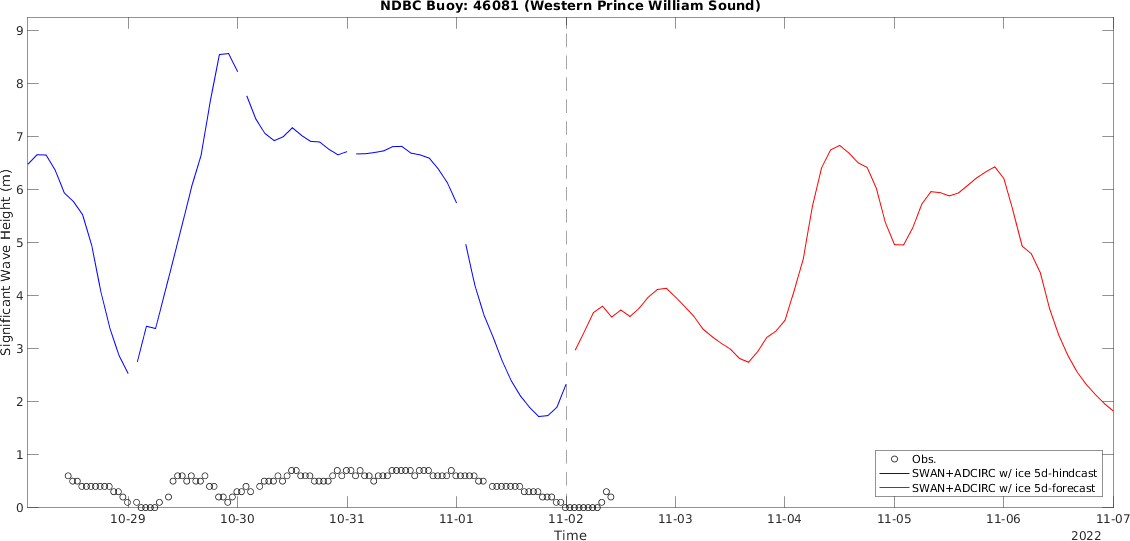 NDBC Buoy: 46081 (Western Prince William Sound)
Significant Wave Height (m)
9
8
7
6
5
4
3
2
1
0
Obs.
SWAN+ADCIRC w/ ice 5d-hindcast
SWAN+ADCIRC w/ ice 5d-forecast
10-29 10-30 10-31 11-01 11-02 11-03 11-04 11-05 11-06 11-07
Time
2022